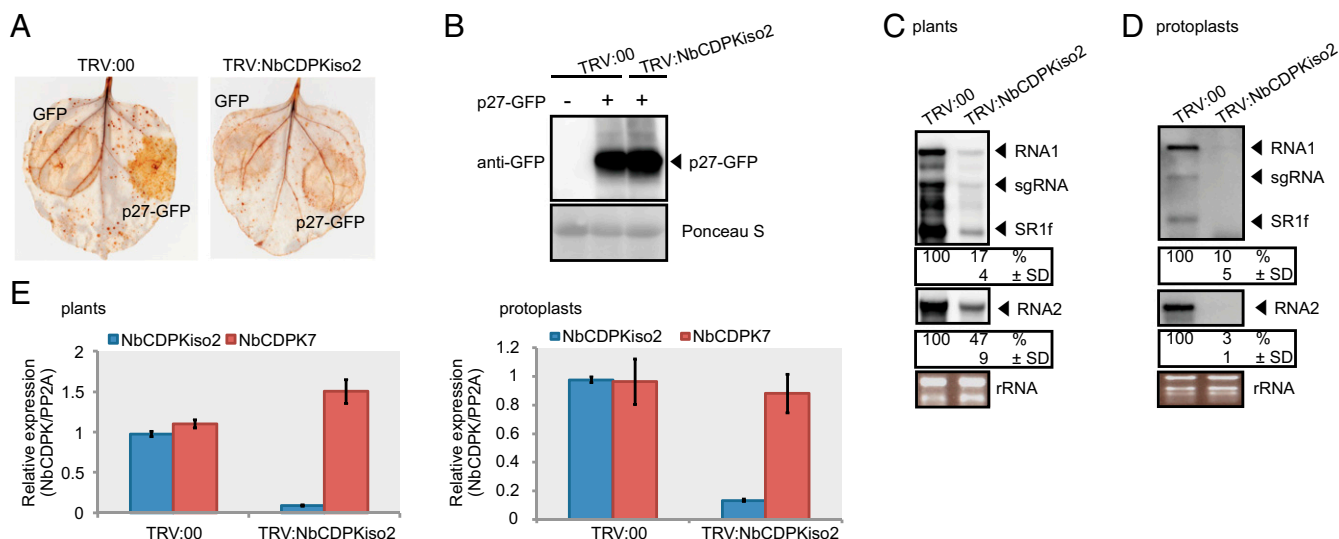 A
TRV:00
TRV:NbCDPKiso2
GFP
p27-GFP
GFP
p27-GFP
B
TRV:00
TRV:NbCDPKiso2
p27-GFP - + +
anti-GFP
p27-GFP
Ponceau S
C plants
TRV:00
TRV:NbCDPKiso2
RNA1
sgRNA
SR1f
100 17 %
4 ± SD
RNA2
100 47 %
9 ± SD
rRNA
D protoplasts
TRV:00
TRV:NbCDPKiso2
RNA1
sgRNA
SR1f
100 10 %
5 ± SD
RNA2
100 3 %
1 ± SD
rRNA
E plants
NbCDPKiso2 NbCDPK7
Relative expression
(NbCDPK/PP2A)
2
1.5
1
0.5
0
TRV:00 TRV:NbCDPKiso2
protoplasts
NbCDPKiso2 NbCDPK7
Relative expression
(NbCDPK/PP2A)
1.2
1
0.8
0.6
0.4
0.2
0
TRV:00 TRV:NbCDPKiso2